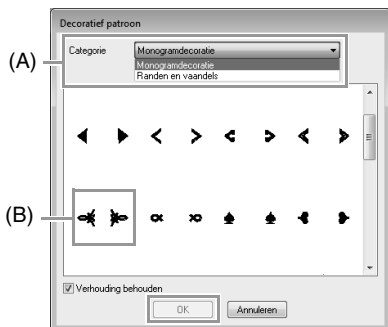 Decoratief patroon
(A)
Categorie Monogramdecoratie
Monogramdecoratie
Randen en vaandels
(B)
Verhouding behouden
OK Annuleren